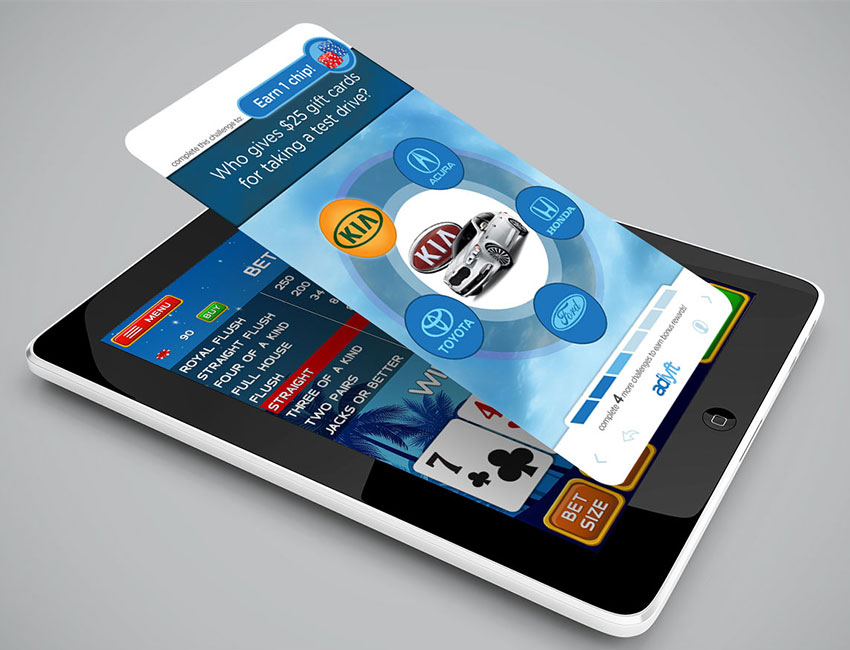 complete this challenge to:
Earn 1 chip!
Who gives $25 gift cards
for taking a test drive?
ACURA
HONDA
KIA
KIA
TOYOTA
Ford
complete 4 more challenges to earn bonus rewards!
adlyft
MENU
90
BUY
BET
ROYAL FLUSH
250
STRAIGHT FLUSH
200
FOUR OF A KIND
FULL HOUSE
FLUSH
STRAIGHT
THREE OF A KIND
TWO PAIRS
JACKS OR BETTER
7
4
BET
SIZE